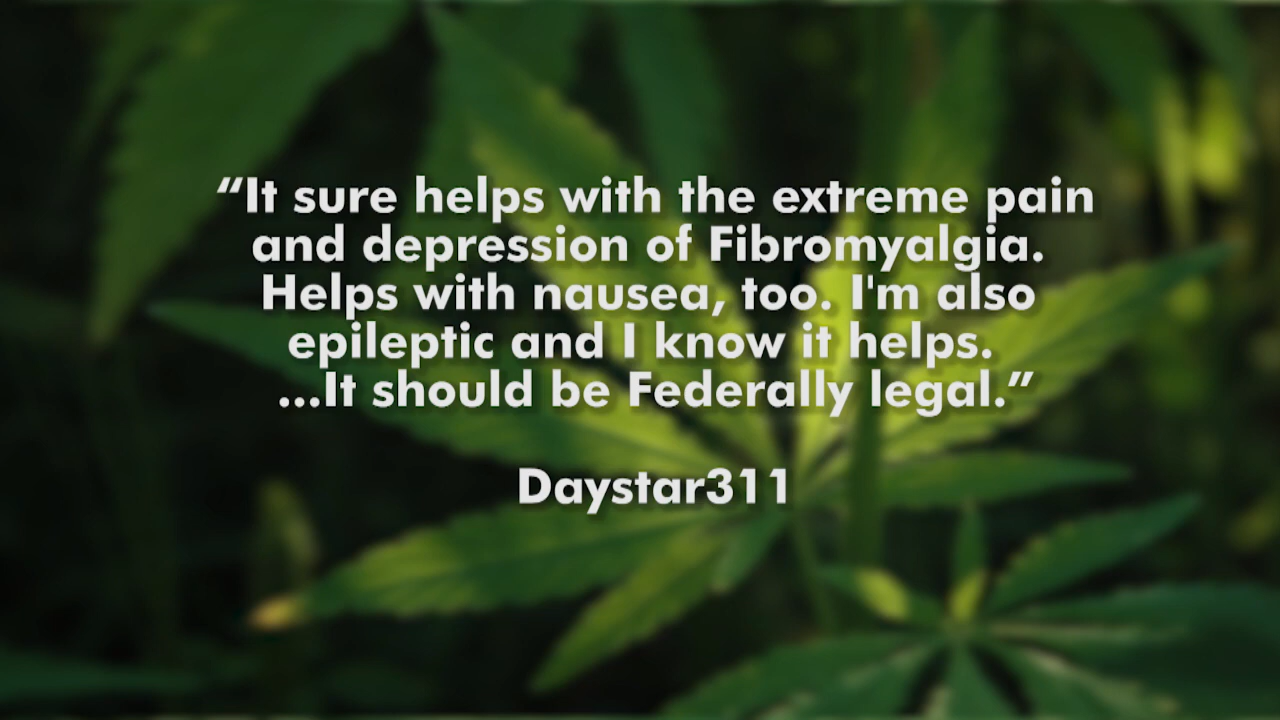 “It sure helps with the extreme pain
and depression of Fibromyalgia.
Helps with nausea, too. I'm also
epileptic and I know it helps.
...It should be Federally legal.”
Daystar311